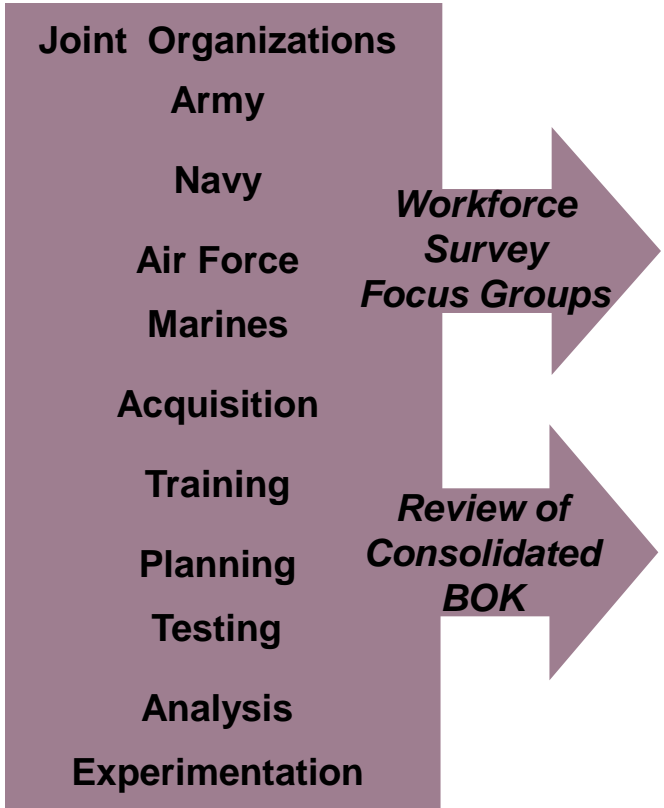 Joint Organizations
Army
Navy
Air Force
Marines
Acquisition
Training
Planning
Testing
Analysis
Experimentation
Workforce
Survey
Focus Groups
Review of
Consolidated
BOK